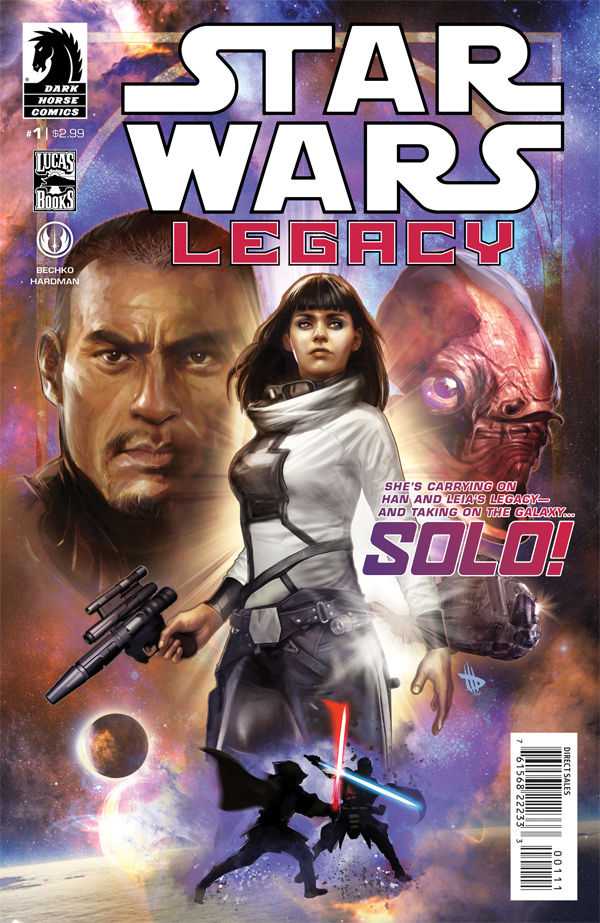 STAR
WARS
LEGACY
DARK
HORSE
COMICS
#1 | $2.99
LUCAS
BOOKS
BECHKO
HARDMAN
SHE'S CARRYING ON
HAN AND LEIA'S LEGACY—
AND TAKING ON THE GALAXY...
SOLO!
DIRECT SALES
7 61568 22233 3
00111